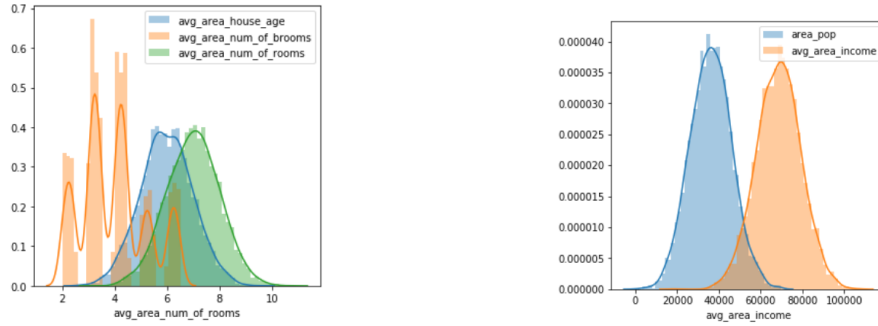 0.7
0.6
0.5
0.4
0.3
0.2
0.1
0.0
avg_area_house_age
avg_area_num_of_brooms
avg_area_num_of_rooms
2 4 6 8 10
avg_area_num_of_rooms
0.000040
0.000035
0.000030
0.000025
0.000020
0.000015
0.000010
0.000005
0.000000
area_pop
avg_area_income
0 20000 40000 60000 80000 100000
avg_area_income